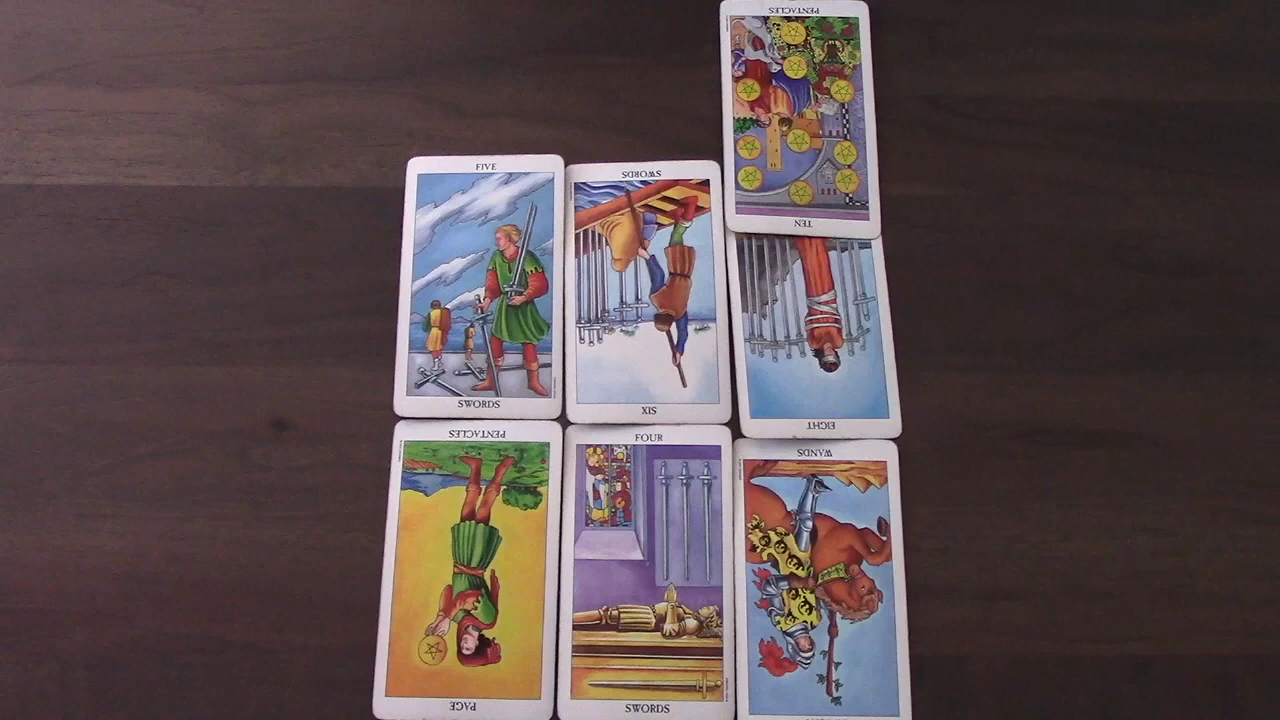 PENTACLES
TEN
FIVE
SWORDS
SWORDS
SIX
EIGHT
PENTACLES
PAGE
FOUR
SWORDS
WANDS